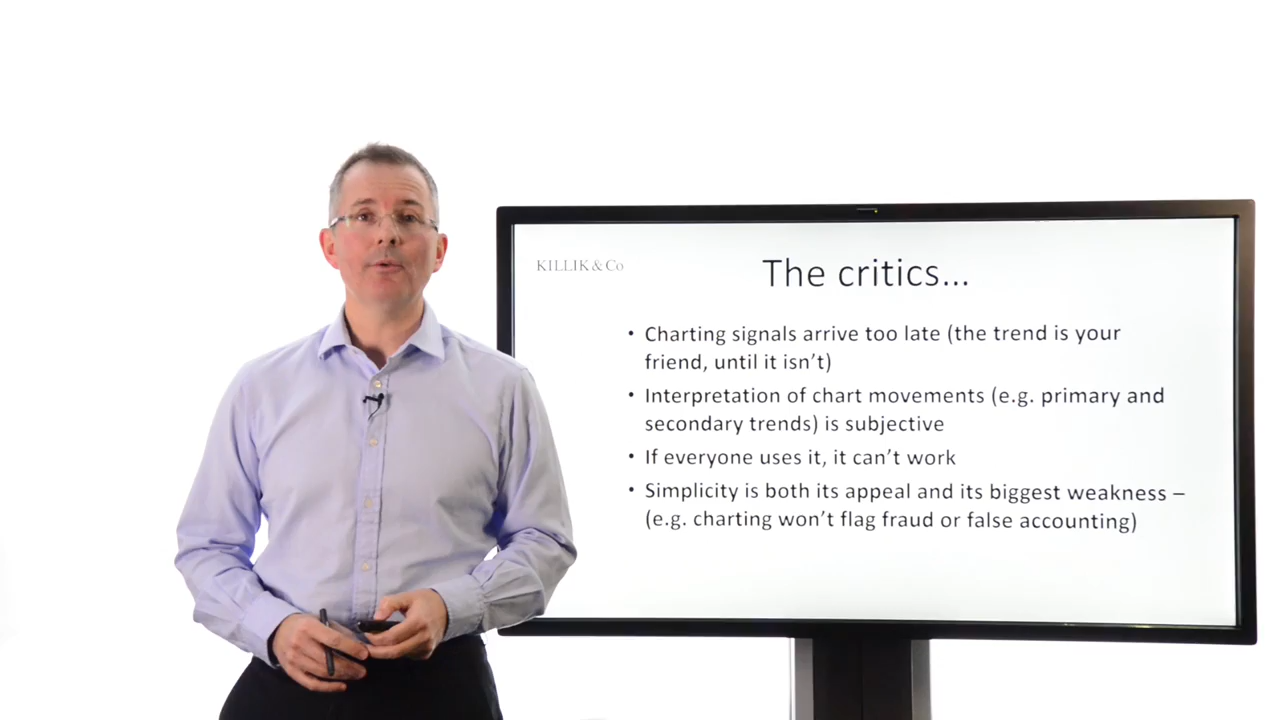 KILLIK & Co
The critics...
• Charting signals arrive too late (the trend is your
friend, until it isn't)
• Interpretation of chart movements (e.g. primary and
secondary trends) is subjective
• If everyone uses it, it can't work
• Simplicity is both its appeal and its biggest weakness –
(e.g. charting won't flag fraud or false accounting)